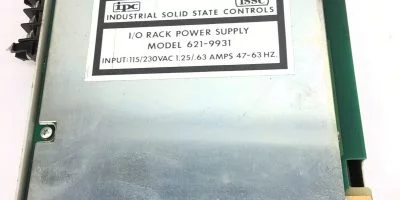 ipc issc
INDUSTRIAL SOLID STATE CONTROLS
I/O RACK POWER SUPPLY
MODEL 621-9931
INPUT: 115/230VAC 1.25/.63 AMPS 47-63 HZ.